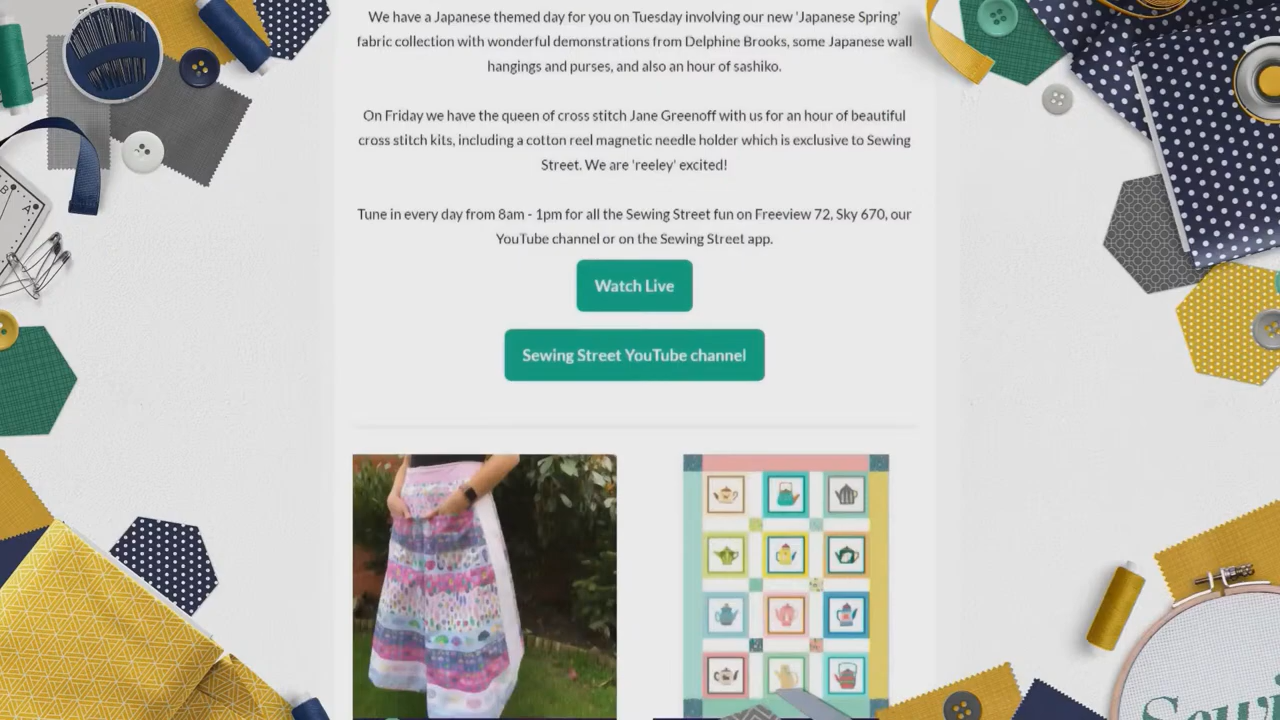 We have a Japanese themed day for you on Tuesday involving our new 'Japanese Spring'
fabric collection with wonderful demonstrations from Delphine Brooks, some Japanese wall
hangings and purses, and also an hour of sashiko.
On Friday we have the queen of cross stitch Jane Greenoff with us for an hour of beautiful
cross stitch kits, including a cotton reel magnetic needle holder which is exclusive to Sewing
Street. We are 'reeley' excited!
Tune in every day from 8am - 1pm for all the Sewing Street fun on Freeview 72, Sky 670, our
YouTube channel or on the Sewing Street app.
Watch Live
Sewing Street YouTube channel